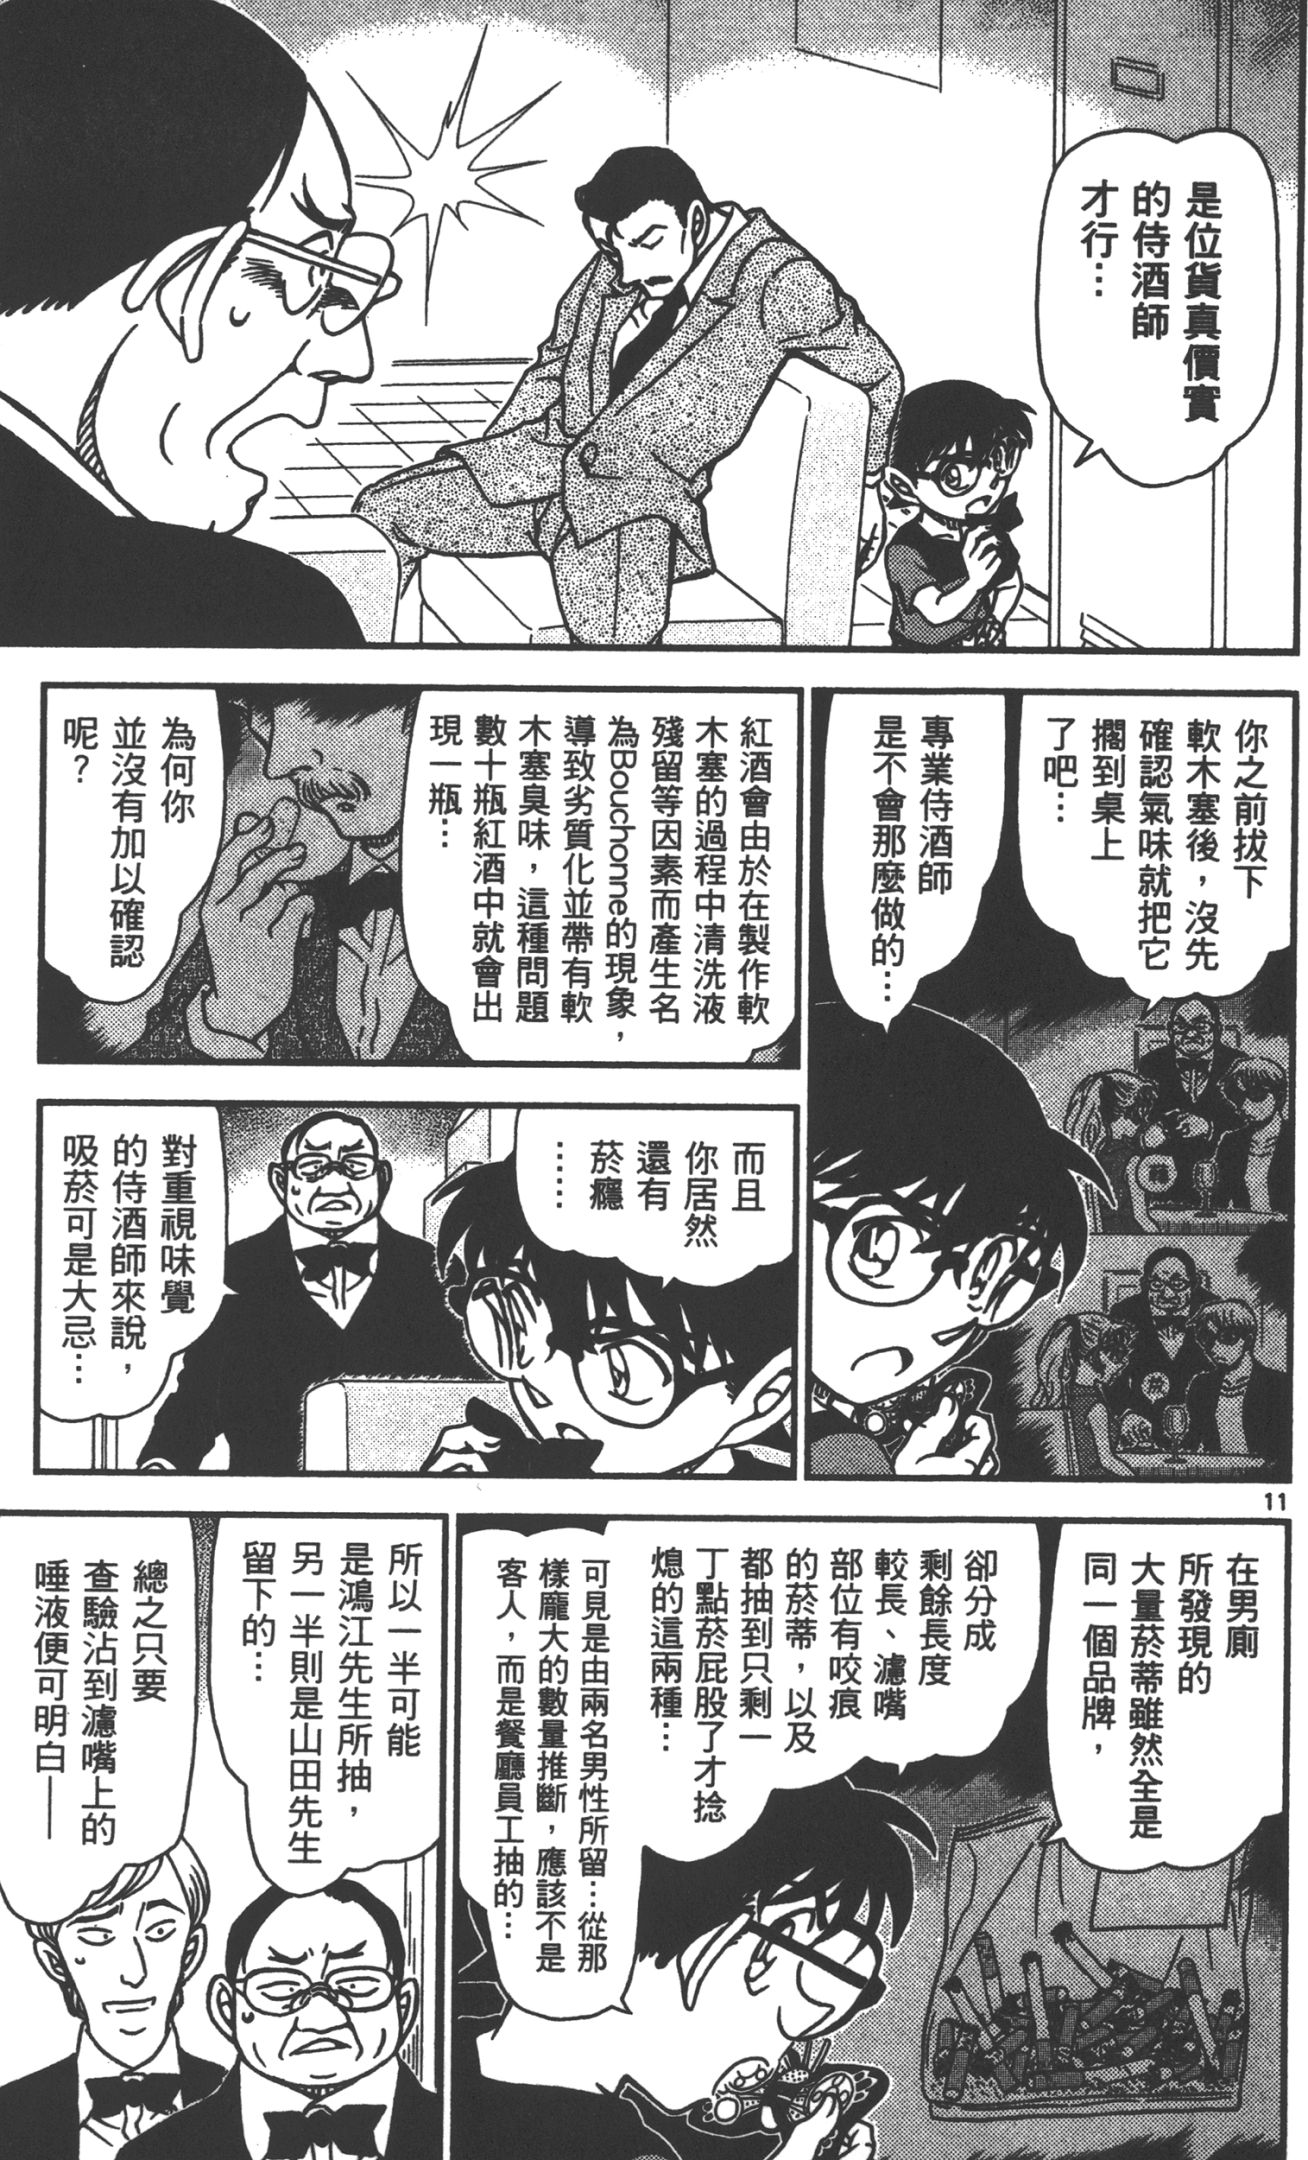 是位貨真價實
的侍酒師
才行…
你之前拔下
軟木塞後，沒先
確認氣味就把它
擱到桌上
了吧…
專業侍酒師
是不會那麼做的…
紅酒會由於在製作軟
木塞的過程中清洗液
殘留等因素而產生名
為Bouchonne的現象，
導致劣質化並帶有軟
木塞臭味，這種問題
數十瓶紅酒中就會出
現一瓶…
為何你
並沒有加以確認
呢？
而且
你居然
還有
菸癮
……
對重視味覺
的侍酒師來說，
吸菸可是大忌…
11
在男廁
所發現的
大量菸蒂雖然全是
同一個品牌，
卻分成
剩餘長度
較長、濾嘴
部位有咬痕
的菸蒂，以及
都抽到只剩一
丁點菸屁股了才捻
熄的這兩種…
可見是由兩名男性所留…從那
樣龐大的數量推斷，應該不是
客人，而是餐廳員工抽的…
所以一半可能
是鴻江先生所抽，
另一半則是山田先生
留下的…
總之只要
查驗沾到濾嘴上的
唾液便可明白——